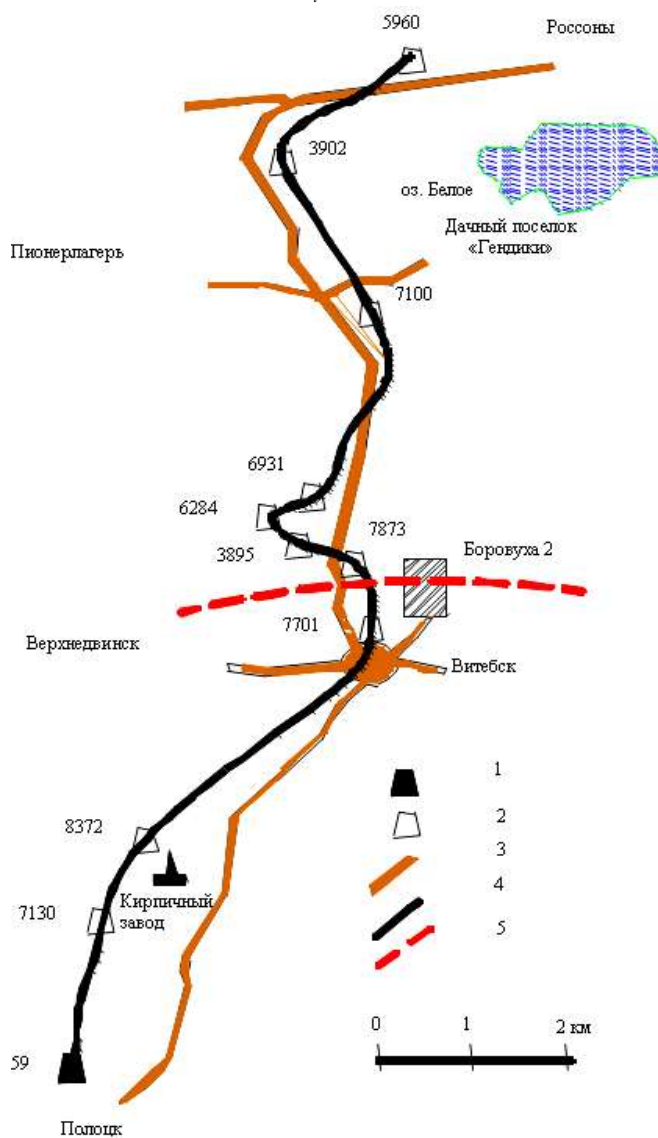 5960
Россоны
3902
оз. Белое
Дачный поселок
«Гендики»
Пионерлагерь
7100
6931
6284
7873
3895
Боровуха 2
7701
Верхнедвинск
Витебск
1
2
8372
3
4
Кирпичный
завод
7130
5
0 1 2 км
59
Полоцк